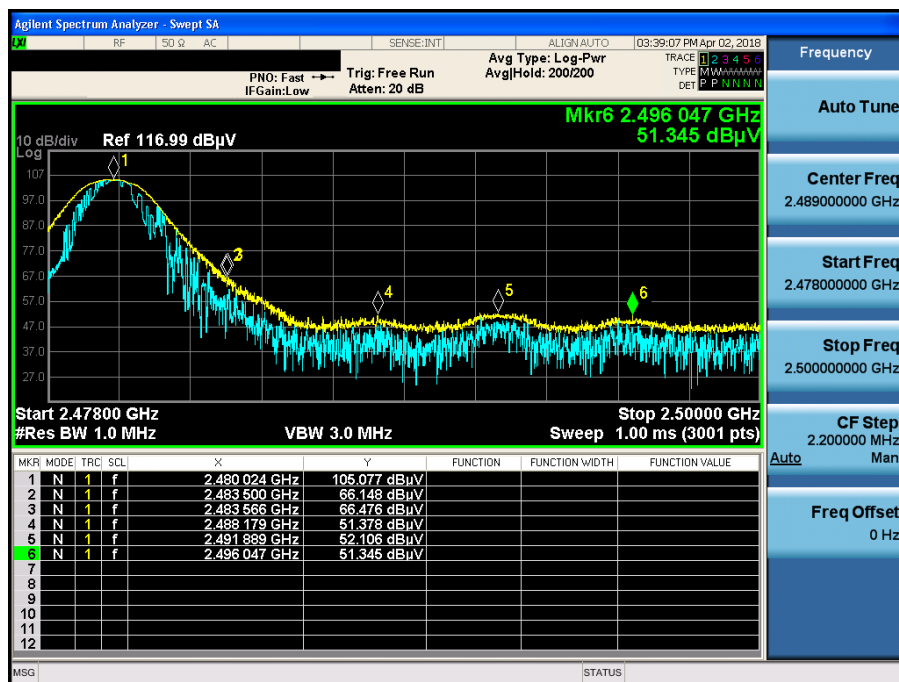 Agilent Spectrum Analyzer - Swept SA
LXI RF 50 Ω AC SENSE:INT ALIGN AUTO 03:39:07 PM Apr 02, 2018
PNO: Fast
IFGain:Low
Trig: Free Run
Atten: 20 dB
Avg Type: Log-Pwr
Avg|Hold: 200/200
TRACE 1 2 3 4 5 6
TYPE M W W W W W
DET P P N N N N
Mkr6 2.496 047 GHz
51.345 dBµV
10 dB/div Ref 116.99 dBµV
Log
107
97.0
87.0
77.0
67.0
57.0
47.0
37.0
27.0
1
2
3
4
5
6
Start 2.47800 GHz Stop 2.50000 GHz
#Res BW 1.0 MHz VBW 3.0 MHz Sweep 1.00 ms (3001 pts)
MKR MODE TRC SCL X Y FUNCTION FUNCTION WIDTH FUNCTION VALUE
1 N 1 f 2.480 024 GHz 105.077 dBµV
2 N 1 f 2.483 500 GHz 66.148 dBµV
3 N 1 f 2.483 566 GHz 66.476 dBµV
4 N 1 f 2.488 179 GHz 51.378 dBµV
5 N 1 f 2.491 889 GHz 52.106 dBµV
6 N 1 f 2.496 047 GHz 51.345 dBµV
7
8
9
10
11
12
MSG STATUS
Frequency
Auto Tune
Center Freq
2.489000000 GHz
Start Freq
2.478000000 GHz
Stop Freq
2.500000000 GHz
CF Step
2.200000 MHz
Auto Man
Freq Offset
0 Hz